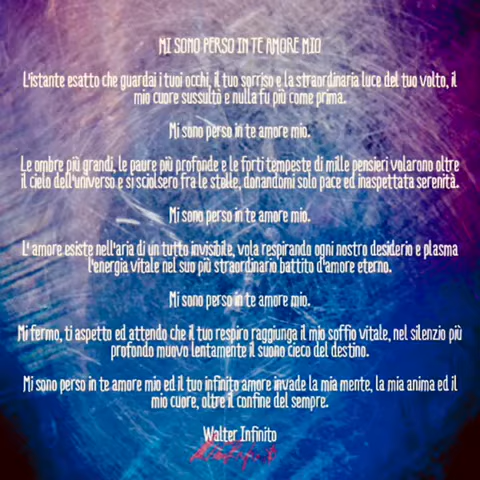 MI SONO PERSO IN TE AMORE MIO
L'istante esatto che guardai i tuoi occhi, il tuo sorriso e la straordinaria luce del tuo volto, il
mio cuore sussultò e nulla fu più come prima.
Mi sono perso in te amore mio.
Le ombre più grandi, le paure più profonde e le forti tempeste di mille pensieri volarono oltre
il cielo dell'universo e si sciolsero fra le stelle, donandomi solo pace ed inaspettata serenità.
Mi sono perso in te amore mio.
L' amore esiste nell'aria di un tutto invisibile, vola respirando ogni nostro desiderio e plasma
l'energia vitale nel suo più straordinario battito d'amore eterno.
Mi sono perso in te amore mio.
Mi fermo, ti aspetto ed attendo che il tuo respiro raggiunga il mio soffio vitale, nel silenzio più
profondo muovo lentamente il suono cieco del destino.
Mi sono perso in te amore mio ed il tuo infinito amore invade la mia mente, la mia anima ed il
mio cuore, oltre il confine del sempre.
Walter Infinito